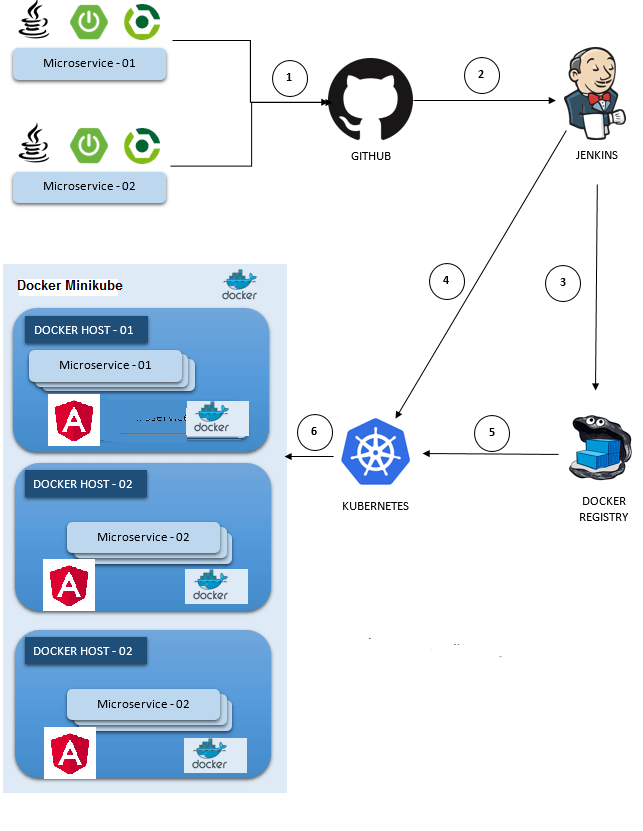 Microservice - 01
1
2
Microservice - 02
GITHUB
JENKINS
4
3
Docker Minikube
docker
DOCKER HOST - 01
Microservice - 01
docker
6
5
KUBERNETES
DOCKER
REGISTRY
DOCKER HOST - 02
Microservice - 02
docker
DOCKER HOST - 02
Microservice - 02
docker